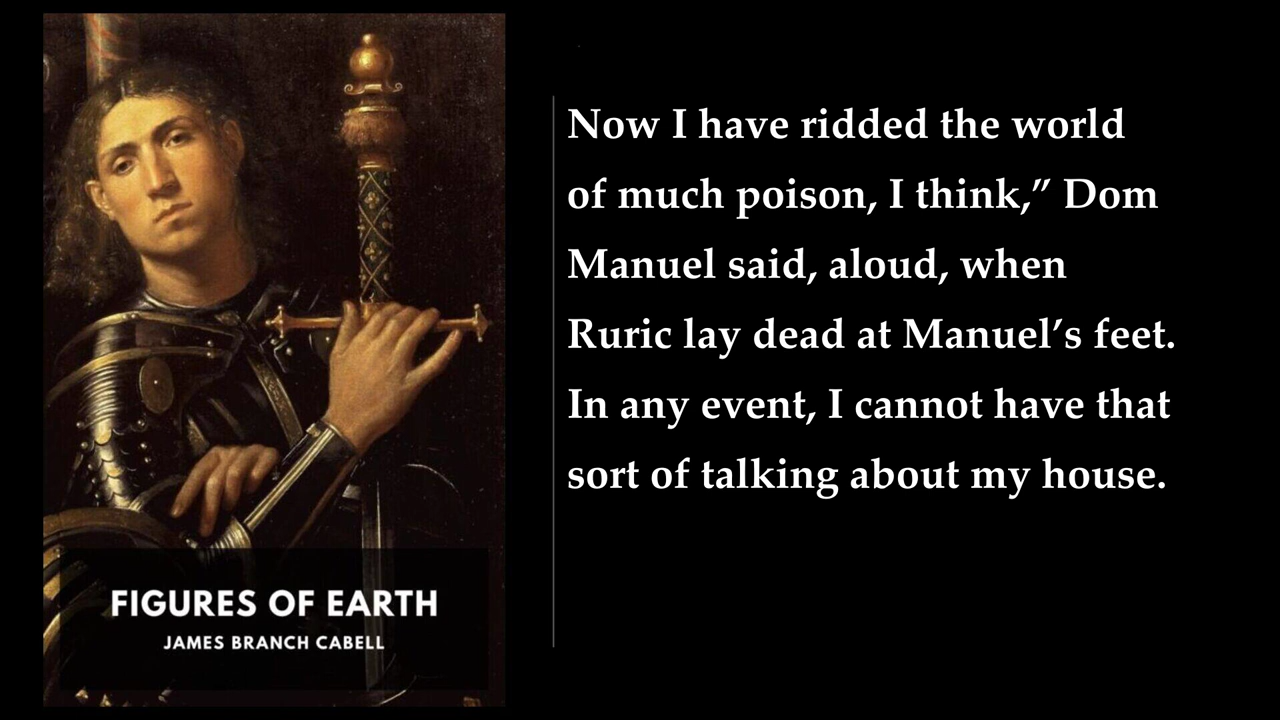 FIGURES OF EARTH
JAMES BRANCH CABELL
Now I have ridded the world
of much poison, I think,” Dom
Manuel said, aloud, when
Ruric lay dead at Manuel’s feet.
In any event, I cannot have that
sort of talking about my house.